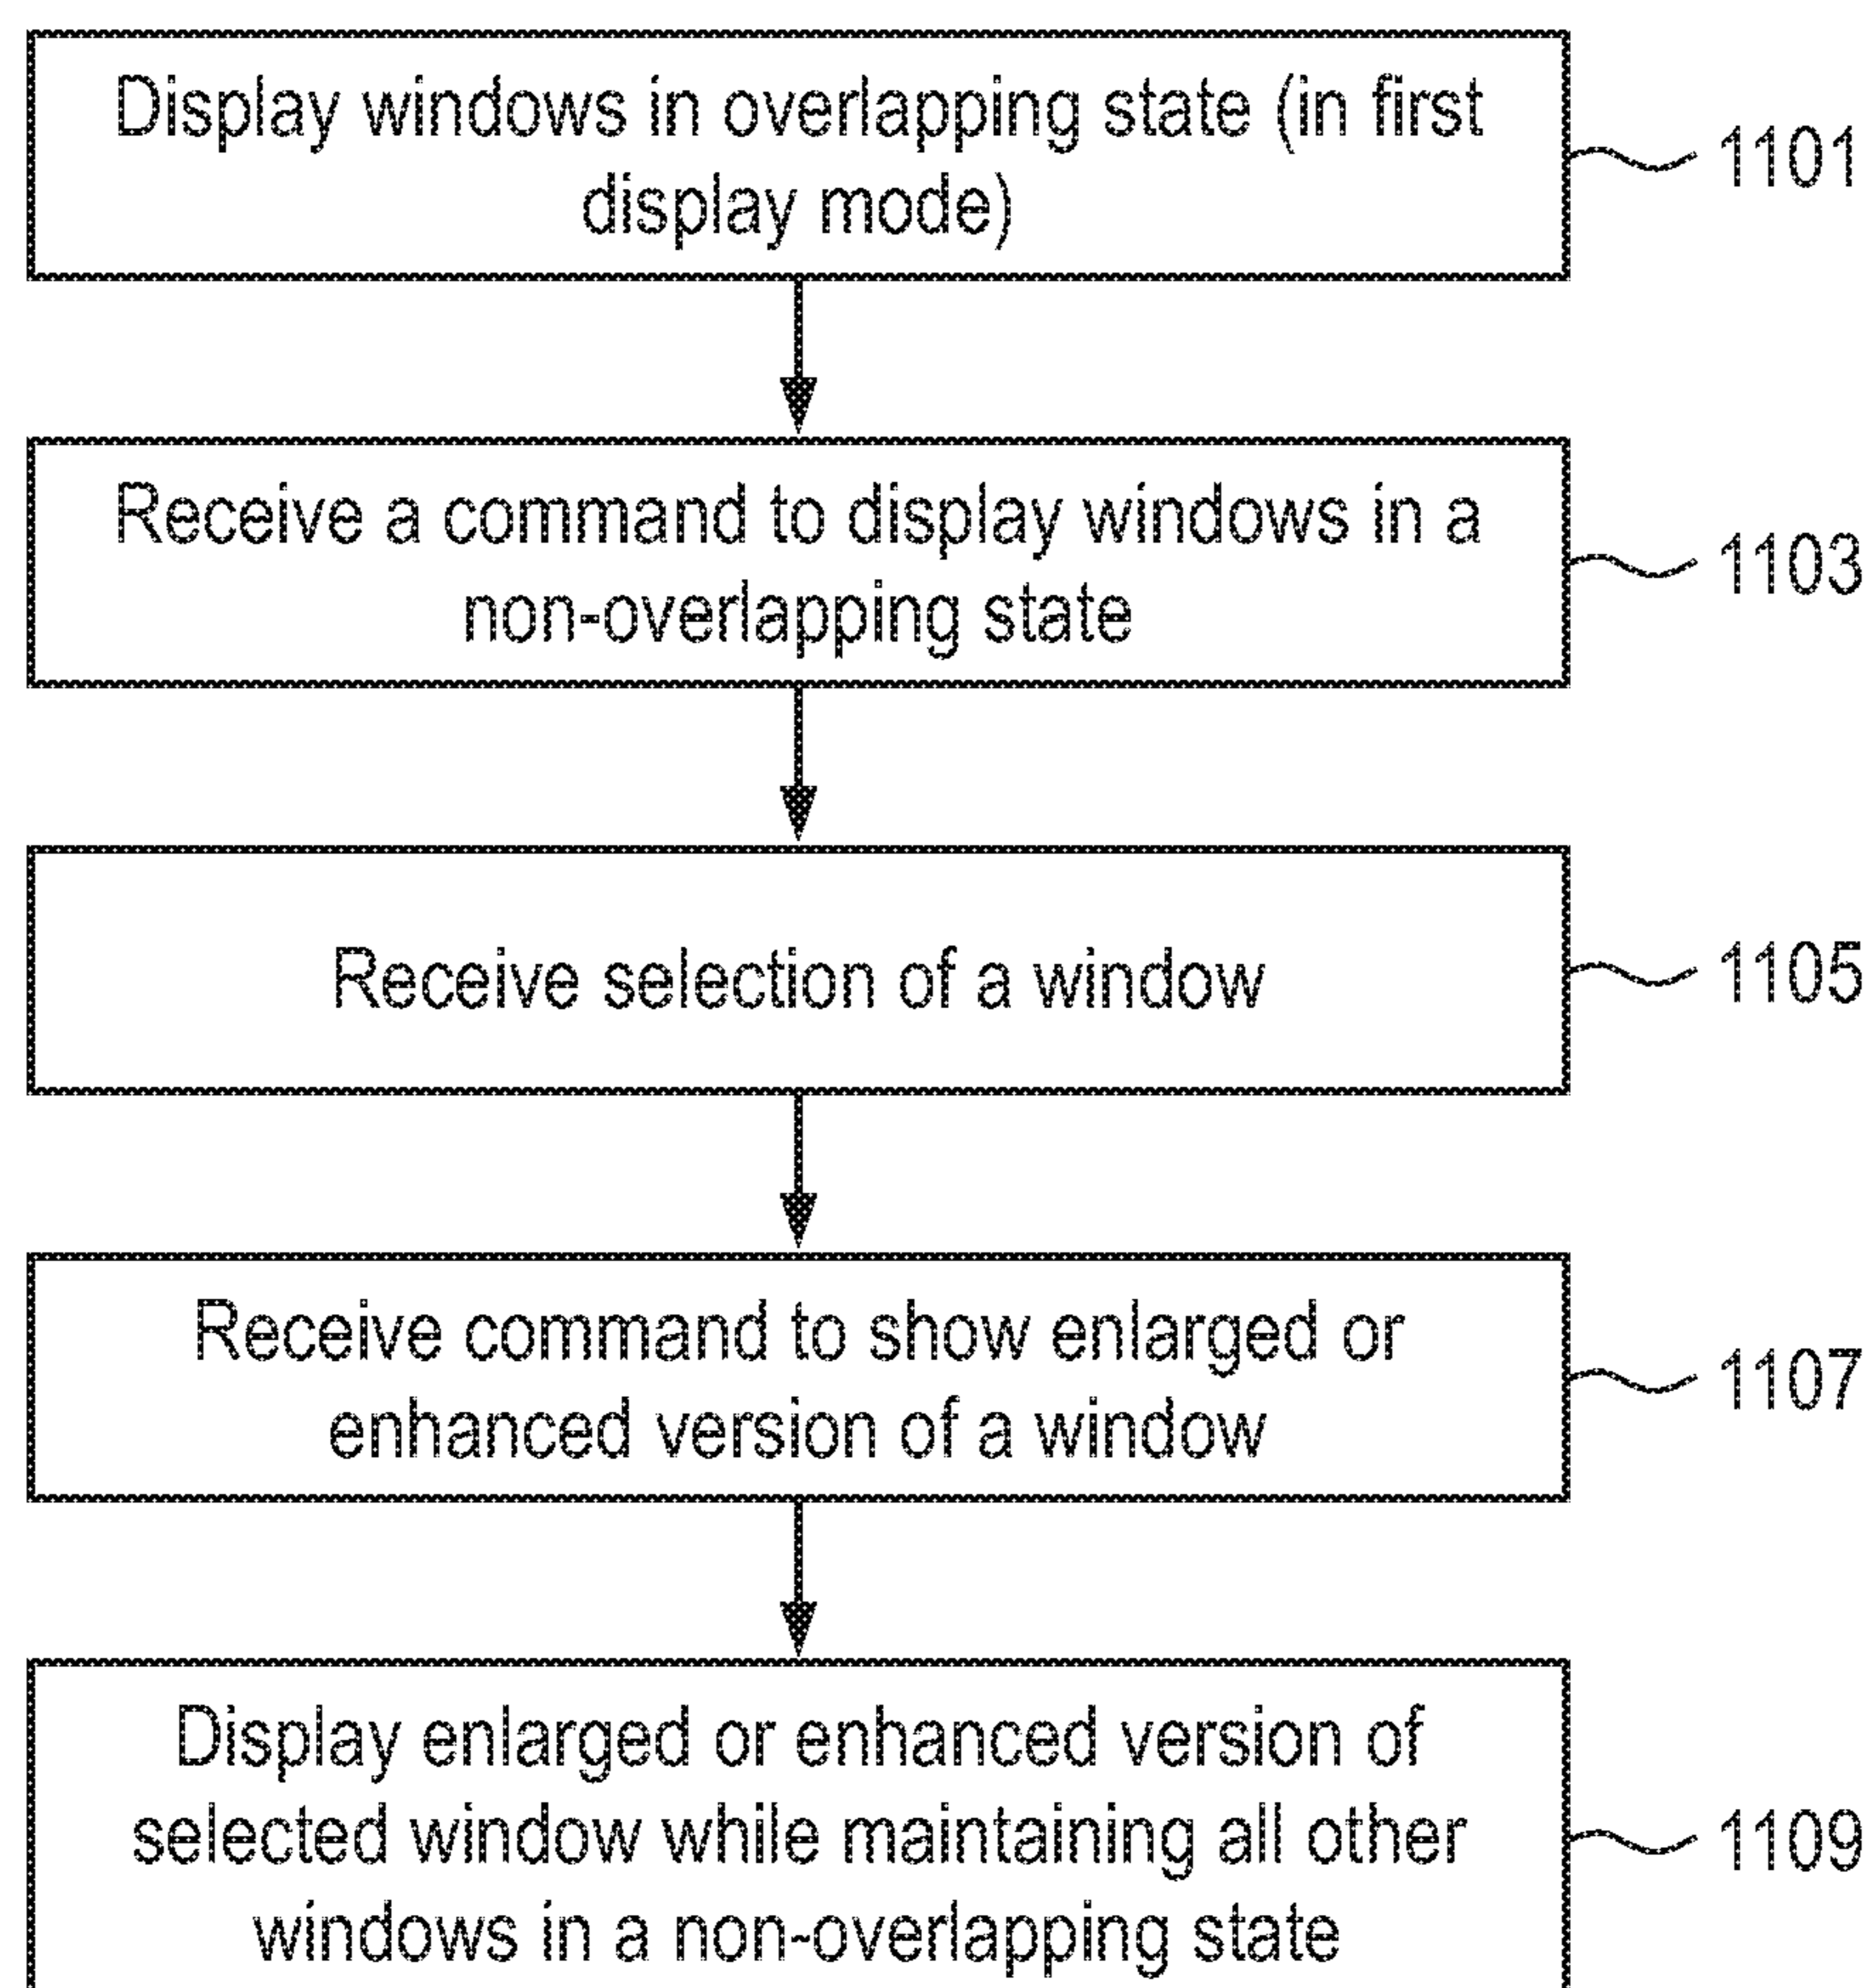 Display windows in overlapping state (in first
display mode)
1101
Receive a command to display windows in a
non-overlapping state
1103
Receive selection of a window
1105
Receive command to show enlarged or
enhanced version of a window
1107
Display enlarged or enhanced version of
selected window while maintaining all other
windows in a non-overlapping state
1109